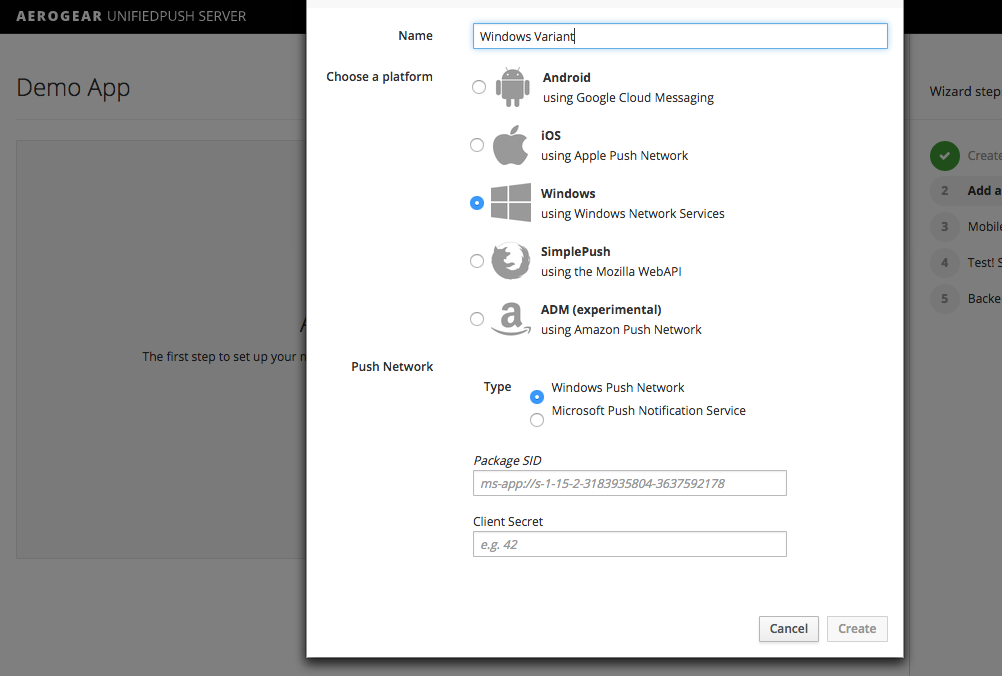 AEROGEAR UNIFIEDPUSH SERVER
Demo App
The first step to set up your
Name
Windows Variant
Choose a platform
Android
using Google Cloud Messaging
iOS
using Apple Push Network
Windows
using Windows Network Services
SimplePush
using the Mozilla WebAPI
ADM (experimental)
using Amazon Push Network
Push Network
Type
Windows Push Network
Microsoft Push Notification Service
Package SID
ms-app://s-1-15-2-3183935804-3637592178
Client Secret
e.g. 42
Cancel
Create
Wizard step
Create
2 Add a
3 Mobile
4 Test! S
5 Backe